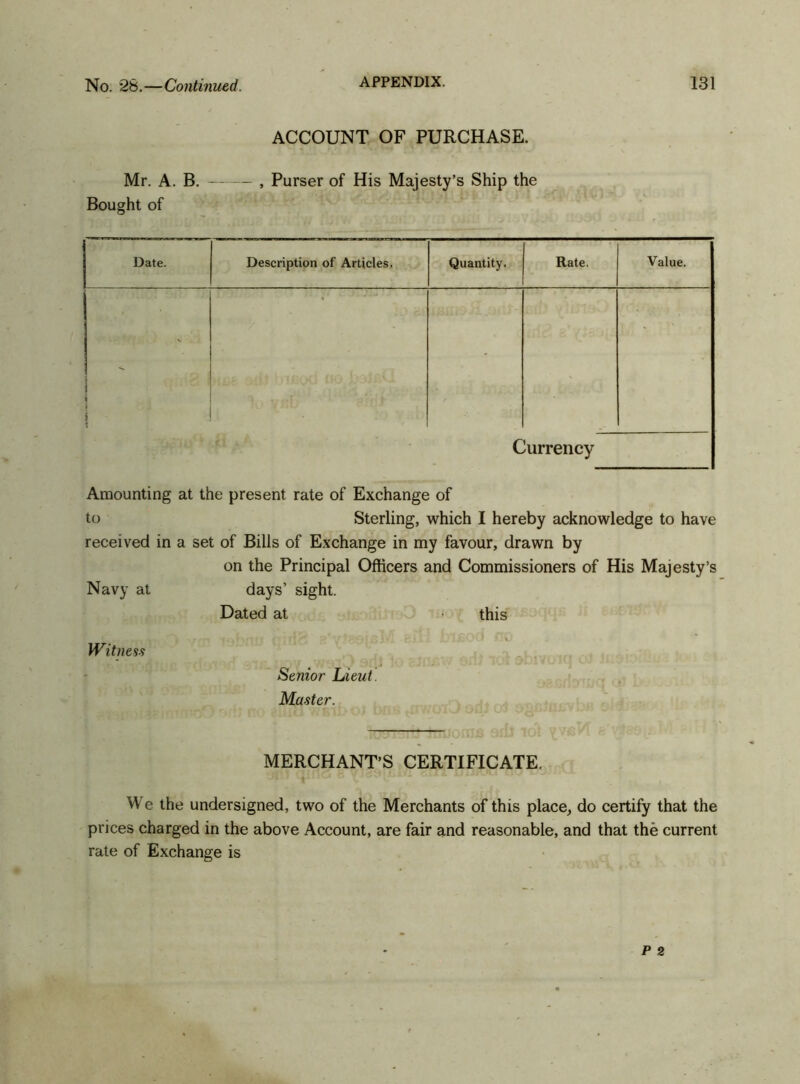 No. 28.—Continued. APPENDIX. 131
ACCOUNT OF PURCHASE.
Mr. A. B. ——— , Purser of His Majesty's Ship the
Bought of
Date. Description of Articles. Quantity. Rate. Value.
Currency
Amounting at the present rate of Exchange of
to Sterling, which I hereby acknowledge to have
received in a set of Bills of Exchange in my favour, drawn by
on the Principal Officers and Commissioners of His Majesty's
Navy at days' sight.
Dated at this
Witness
Senior Lieut.
Master.
MERCHANT'S CERTIFICATE.
We the undersigned, two of the Merchants of this place, do certify that the
prices charged in the above Account, are fair and reasonable, and that the current
rate of Exchange is
P 2